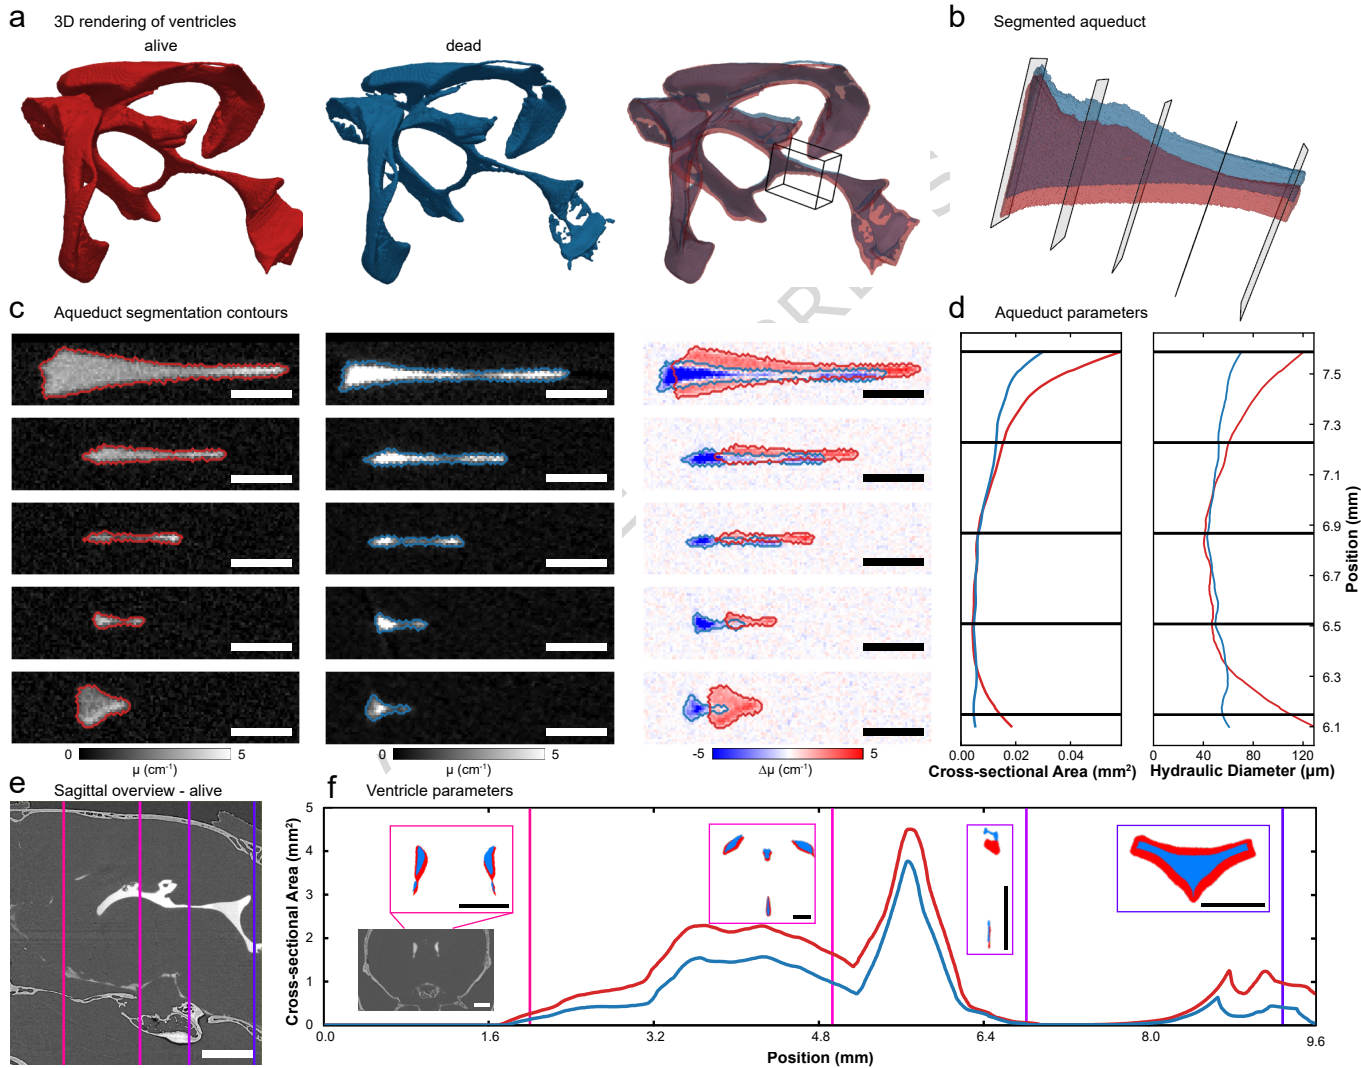 a 3D rendering of ventricles
alive
dead
b Segmented aqueduct
c Aqueduct segmentation contours
0 5
μ (cm⁻¹)
0 5
μ (cm⁻¹)
-5 5
Δμ (cm⁻¹)
d Aqueduct parameters
7.5
7.3
7.1
6.9
6.7
6.5
6.3
6.1
Position (mm)
0.00 0.02 0.04
Cross-sectional Area (mm²)
0 40 80 120
Hydraulic Diameter (μm)
e Sagittal overview - alive
f Ventricle parameters
5
4
3
2
1
0
Cross-sectional Area (mm²)
0.0 1.6 3.2 4.8 6.4 8.0 9.6
Position (mm)